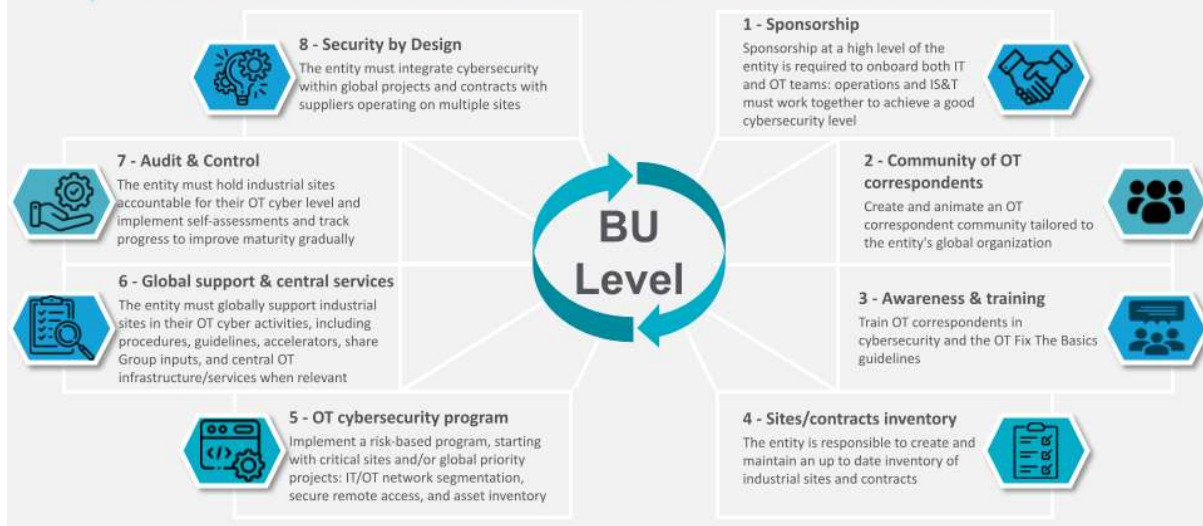 1 - Sponsorship
Sponsorship at a high level of the
entity is required to onboard both IT
and OT teams: operations and IS&T
must work together to achieve a good
cybersecurity level
2 - Community of OT
correspondents
Create and animate an OT
correspondent community tailored to
the entity's global organization
3 - Awareness & training
Train OT correspondents in
cybersecurity and the OT Fix The Basics
guidelines
4 - Sites/contracts inventory
The entity is responsible to create and
maintain an up to date inventory of
industrial sites and contracts
5 - OT cybersecurity program
Implement a risk-based program, starting
with critical sites and/or global priority
projects: IT/OT network segmentation,
secure remote access, and asset inventory
6 - Global support & central services
The entity must globally support industrial
sites in their OT cyber activities, including
procedures, guidelines, accelerators, share
Group inputs, and central OT
infrastructure/services when relevant
7 - Audit & Control
The entity must hold industrial sites
accountable for their OT cyber level and
implement self-assessments and track
progress to improve maturity gradually
8 - Security by Design
The entity must integrate cybersecurity
within global projects and contracts with
suppliers operating on multiple sites
BU
Level